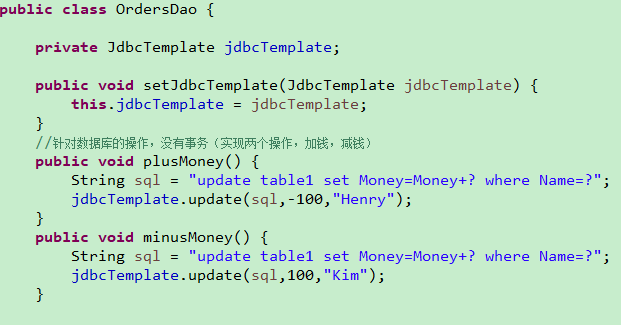 public class OrdersDao {
private JdbcTemplate jdbcTemplate;
public void setJdbcTemplate(JdbcTemplate jdbcTemplate) {
this.jdbcTemplate = jdbcTemplate;
}
//针对数据库的操作，没有事务（实现两个操作，加钱，减钱）
public void plusMoney() {
String sql = "update table1 set Money=Money+? where Name=?";
jdbcTemplate.update(sql,-100,"Henry");
}
public void minusMoney() {
String sql = "update table1 set Money=Money+? where Name=?";
jdbcTemplate.update(sql,100,"Kim");
}